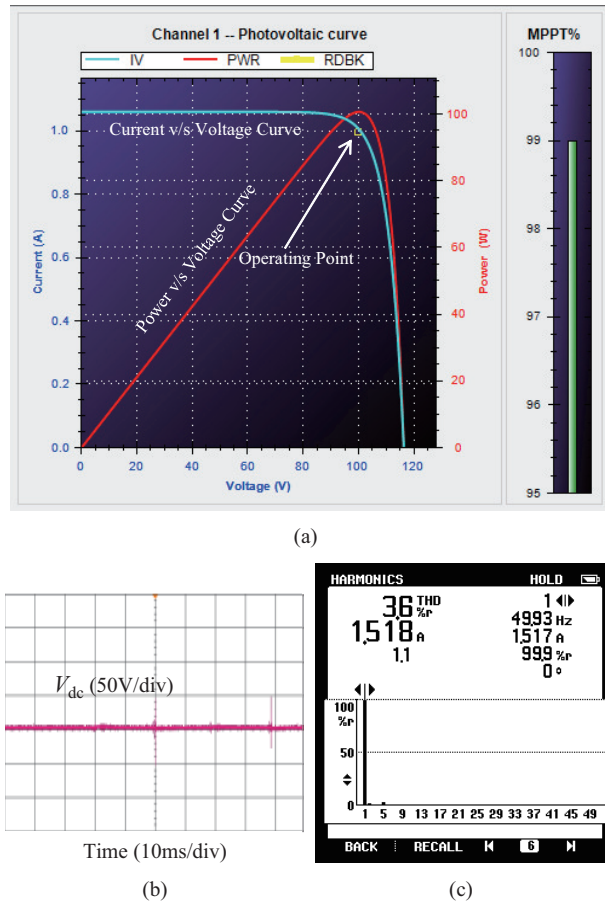 Channel 1 -- Photovoltaic curve
IV PWR RDBK
MPPT%
Current v/s Voltage Curve
Power v/s Voltage Curve
Operating Point
Current (A)
1.0
0.8
0.6
0.4
0.2
0.0
0 20 40 60 80 100 120
Voltage (V)
100
80
60
40
20
0
Power (W)
100
99
98
97
96
95
(a)
V dc (50V/div)
Time (10ms/div)
(b)
HARMONICS HOLD
3.6 THD %r 1
49.93 Hz
1.518 A 1.517 A
1.1 99.9 %r
0 °
100
%r
50
0
1 5 9 13 17 21 25 29 33 37 41 45 49
BACK RECALL 6
(c)